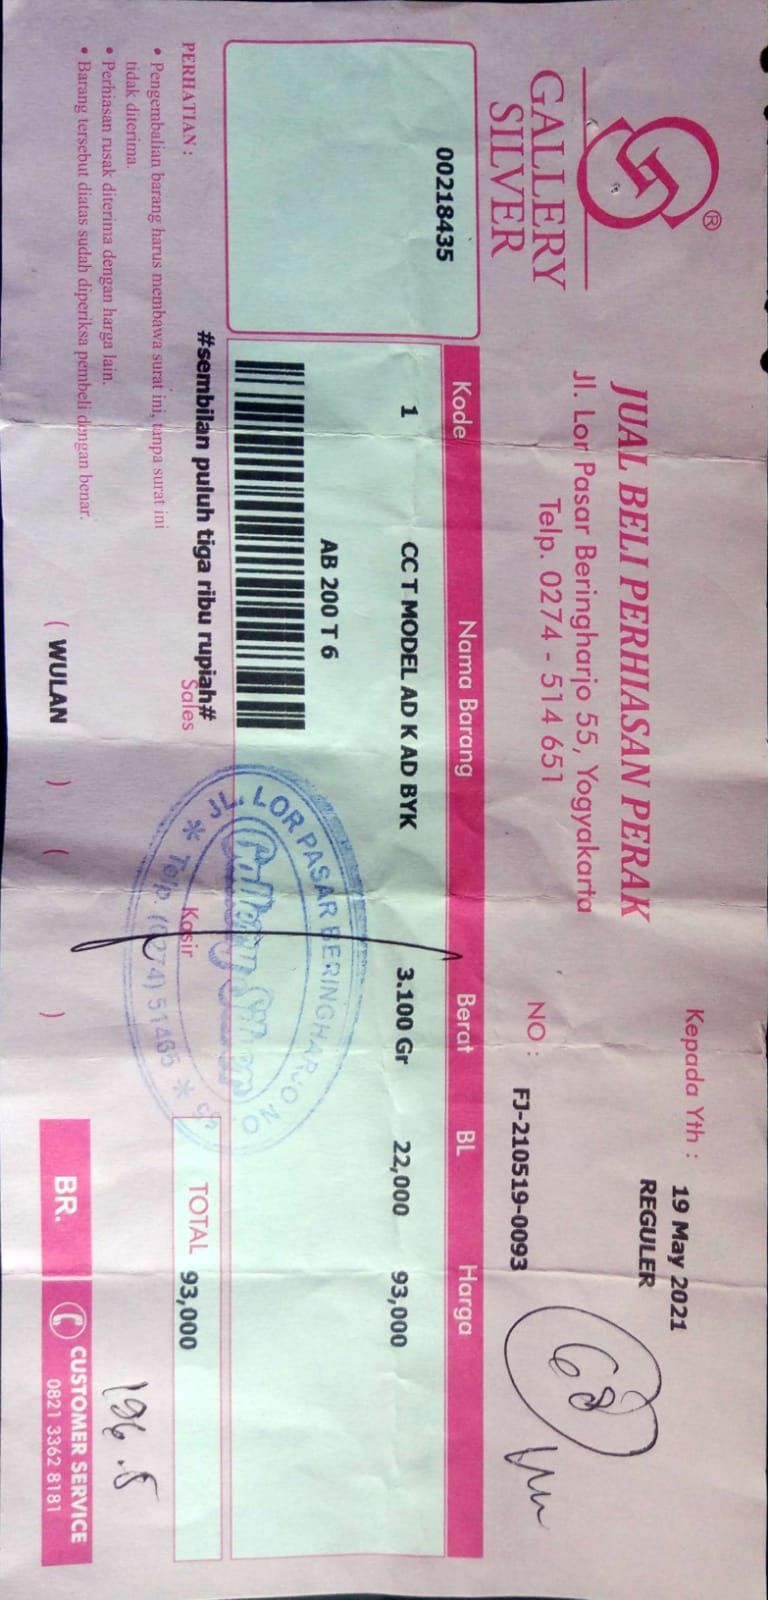 ®
GALLERY
SILVER
JUAL BELI PERHIASAN PERAK
Jl. Lor Pasar Beringharjo 55, Yogyakarta
Telp. 0274 - 514 651
Kepada Yth :
19 May 2021
REGULER
68
NO :
FJ-210519-0093
00218435
Kode Nama Barang Berat BL Harga
1 CC T MODEL AD K AD BYK 3.100 Gr 22,000 93,000
AB 200 T 6
JL. LOR PASAR BERINGHARJO NO. 55
Gallery Silver
* Telp. (0274) 51465 *
#sembilan puluh tiga ribu rupiah#
Sales Kasir
TOTAL 93,000
196.5
PERHATIAN :
• Pengembalian barang harus membawa surat ini, tanpa surat ini
tidak diterima.
• Perhiasan rusak diterima dengan harga lain.
• Barang tersebut diatas sudah diperiksa pembeli dengan benar.
( WULAN ) ( )
BR.
CUSTOMER SERVICE
0821 3362 8181